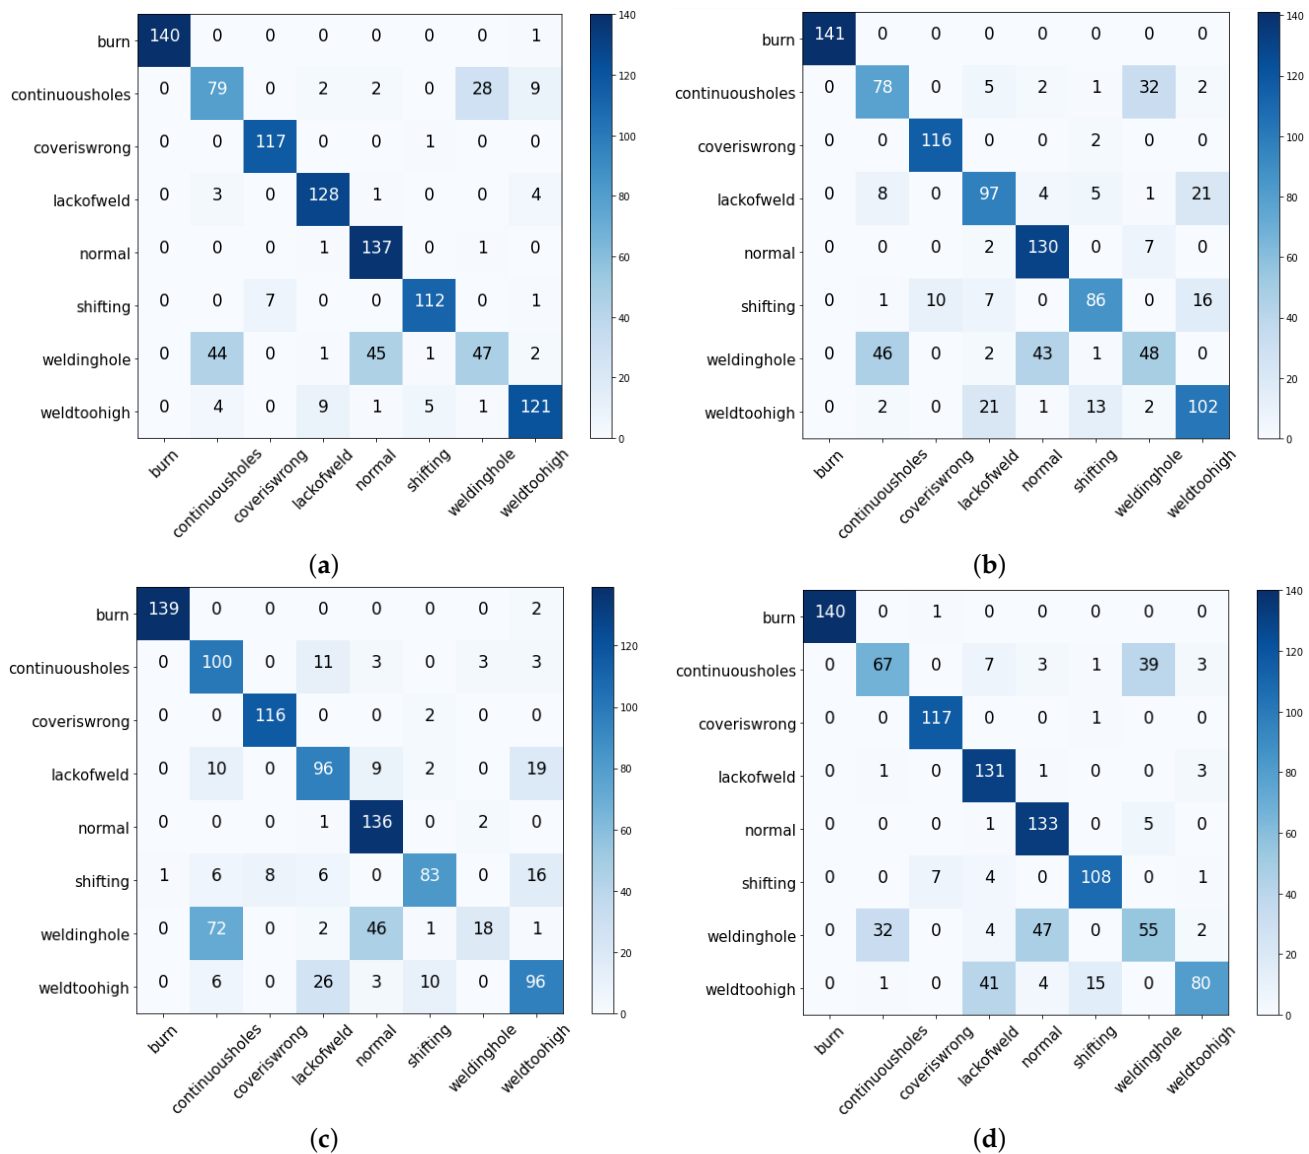 burn 140 0 0 0 0 0 0 1
continuousholes 0 79 0 2 2 0 28 9
coveriswrong 0 0 117 0 0 1 0 0
lackofweld 0 3 0 128 1 0 0 4
normal 0 0 0 1 137 0 1 0
shifting 0 0 7 0 0 112 0 1
weldinghole 0 44 0 1 45 1 47 2
weldtoohigh 0 4 0 9 1 5 1 121
burn continuousholes coveriswrong lackofweld normal shifting weldinghole weldtoohigh
140
120
100
80
60
40
20
0
(a)
burn 141 0 0 0 0 0 0 0
continuousholes 0 78 0 5 2 1 32 2
coveriswrong 0 0 116 0 0 2 0 0
lackofweld 0 8 0 97 4 5 1 21
normal 0 0 0 2 130 0 7 0
shifting 0 1 10 7 0 86 0 16
weldinghole 0 46 0 2 43 1 48 0
weldtoohigh 0 2 0 21 1 13 2 102
burn continuousholes coveriswrong lackofweld normal shifting weldinghole weldtoohigh
140
120
100
80
60
40
20
0
(b)
burn 139 0 0 0 0 0 0 2
continuousholes 0 100 0 11 3 0 3 3
coveriswrong 0 0 116 0 0 2 0 0
lackofweld 0 10 0 96 9 2 0 19
normal 0 0 0 1 136 0 2 0
shifting 1 6 8 6 0 83 0 16
weldinghole 0 72 0 2 46 1 18 1
weldtoohigh 0 6 0 26 3 10 0 96
burn continuousholes coveriswrong lackofweld normal shifting weldinghole weldtoohigh
120
100
80
60
40
20
0
(c)
burn 140 0 1 0 0 0 0 0
continuousholes 0 67 0 7 3 1 39 3
coveriswrong 0 0 117 0 0 1 0 0
lackofweld 0 1 0 131 1 0 0 3
normal 0 0 0 1 133 0 5 0
shifting 0 0 7 4 0 108 0 1
weldinghole 0 32 0 4 47 0 55 2
weldtoohigh 0 1 0 41 4 15 0 80
burn continuousholes coveriswrong lackofweld normal shifting weldinghole weldtoohigh
140
120
100
80
60
40
20
0
(d)